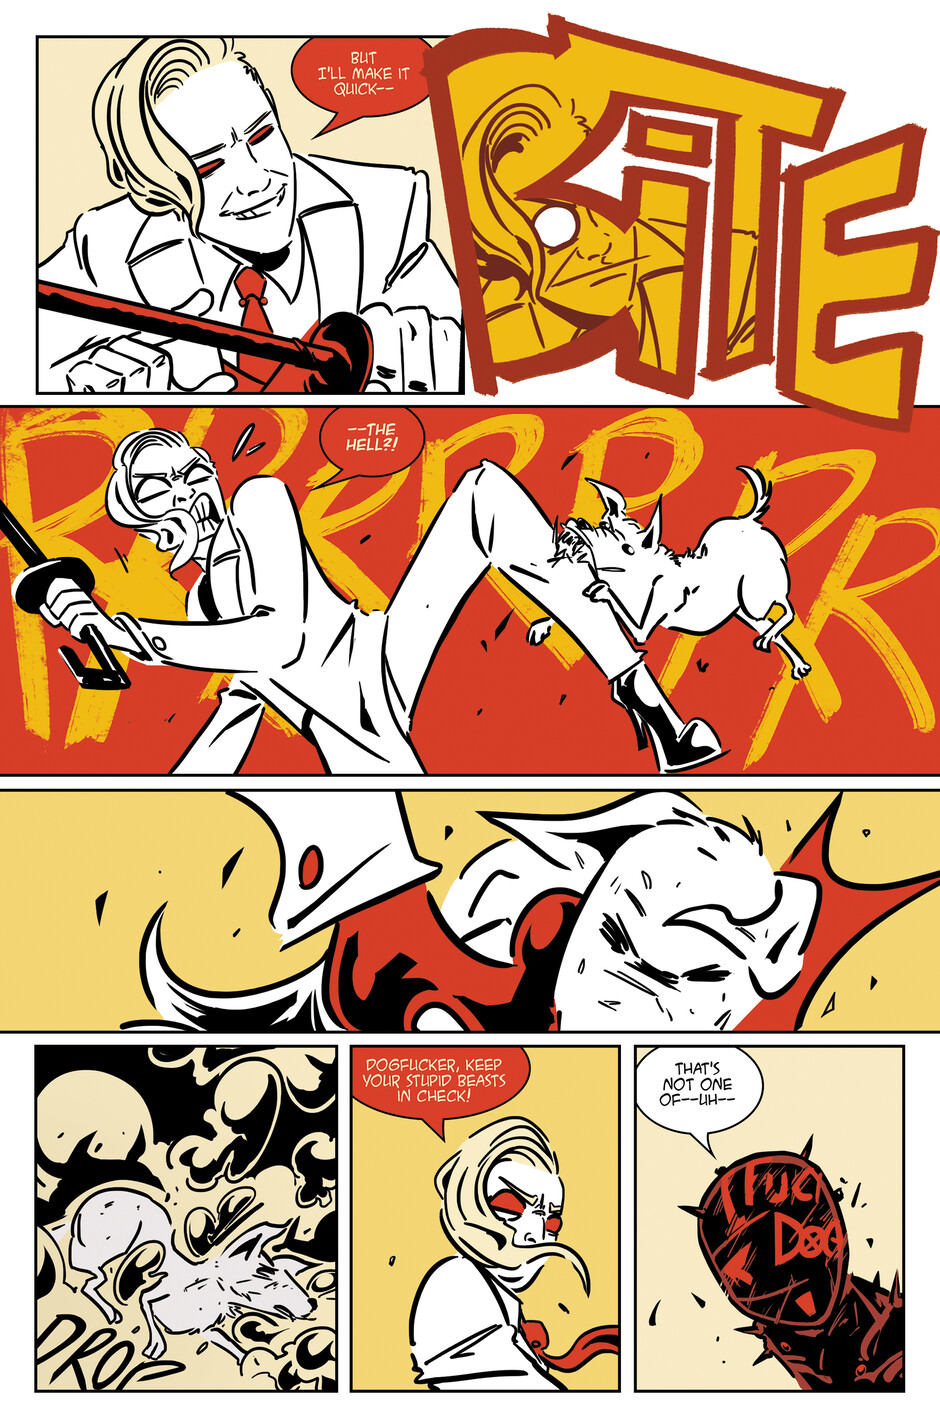 BUT
I'LL MAKE IT
QUICK--
BITE
--THE
HELL?!
RRRRRR
DROP
DOGFUCKER, KEEP
YOUR STUPID BEASTS
IN CHECK!
THAT'S
NOT ONE
OF--UH--
I FUCK
DOG